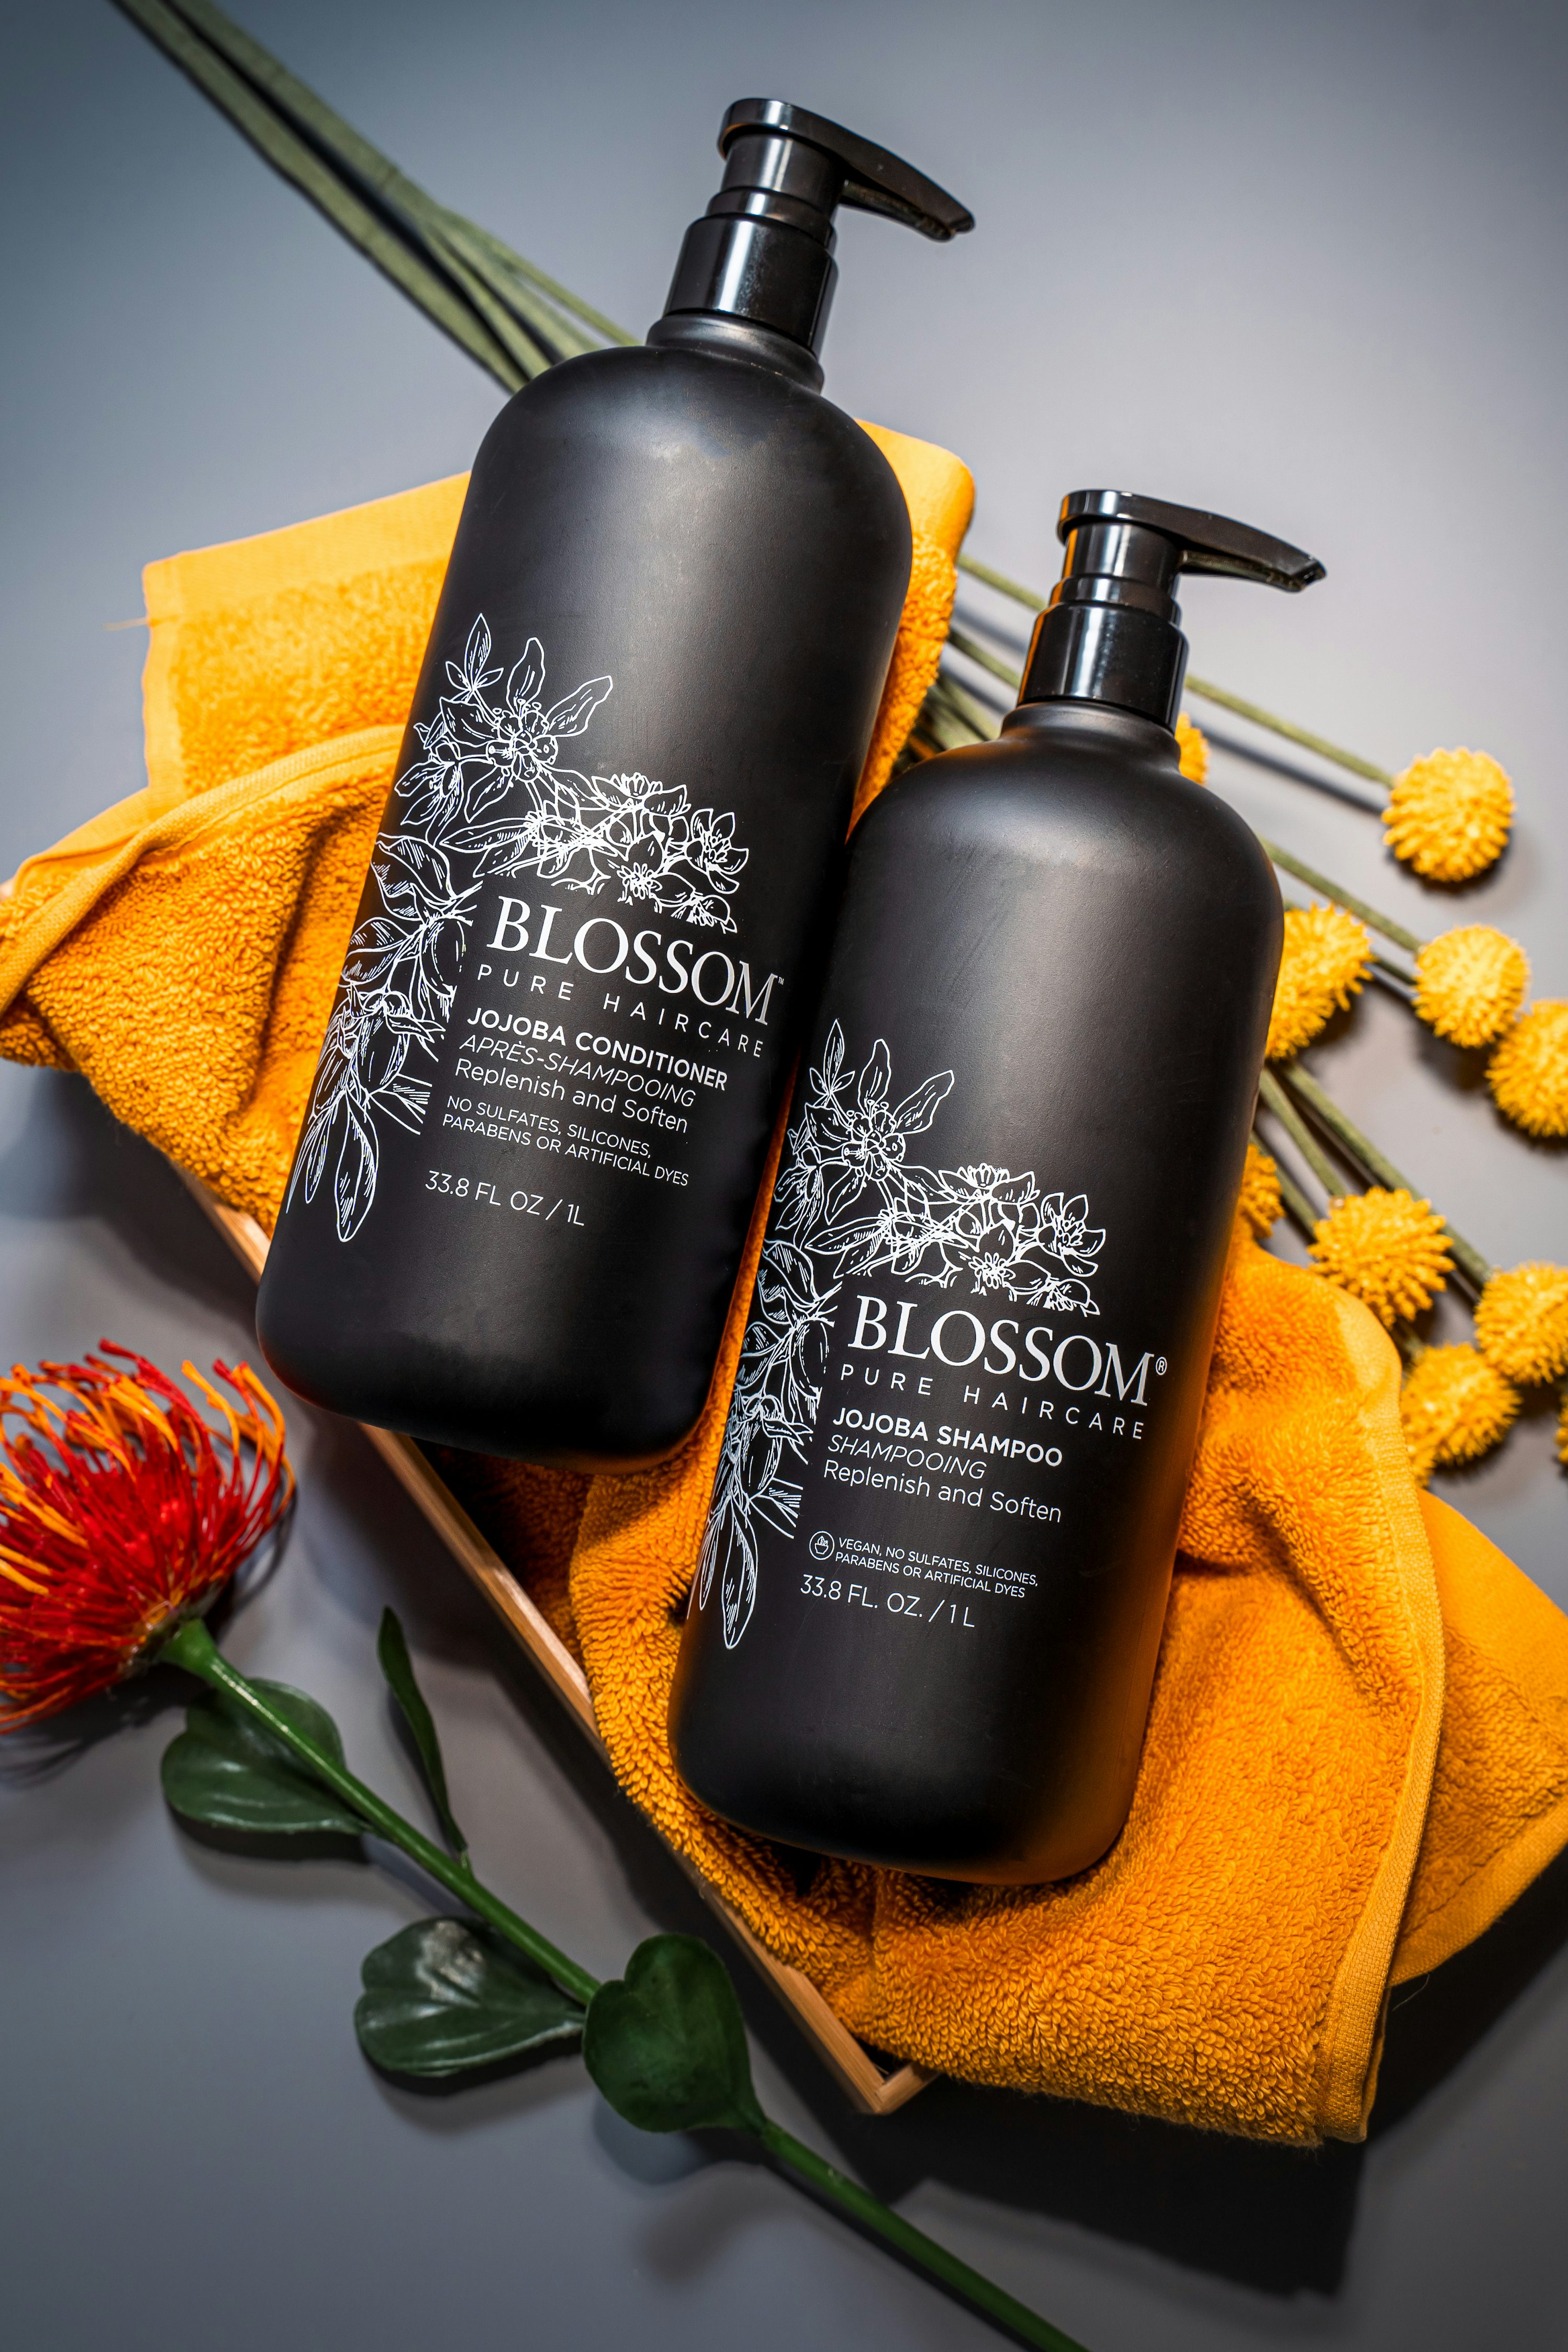 BLOSSOM™
PURE HAIRCARE
JOJOBA CONDITIONER
APRÈS-SHAMPOOING
Replenish and Soften
NO SULFATES, SILICONES,
PARABENS OR ARTIFICIAL DYES
33.8 FL OZ / 1L
BLOSSOM®
PURE HAIRCARE
JOJOBA SHAMPOO
SHAMPOOING
Replenish and Soften
VEGAN, NO SULFATES, SILICONES,
PARABENS OR ARTIFICIAL DYES
33.8 FL. OZ. / 1 L